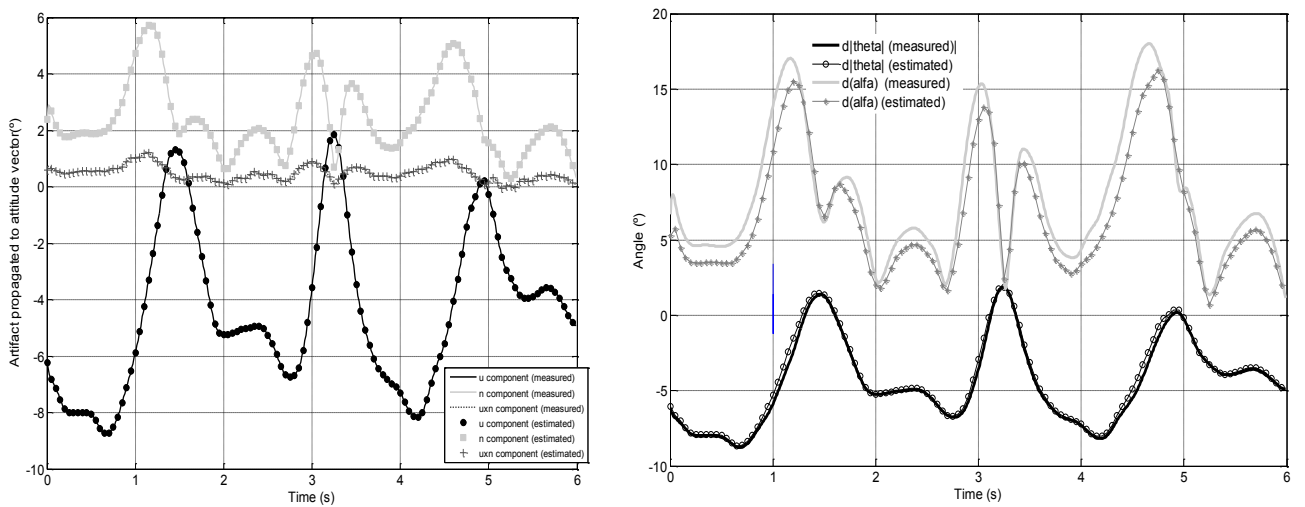 Artifact propagated to attitude vector(º)
6
4
2
0
-2
-4
-6
-8
-10
0
1
2
3
4
5
6
Time (s)
u component (measured)
n component (measured)
uxn component (measured)
u component (estimated)
n component (estimated)
uxn component (estimated)
Angle (º)
20
15
10
5
0
-5
-10
0
1
2
3
4
5
6
Time (s)
d|theta| (measured)|
d|theta| (estimated)
d(alfa) (measured)
d(alfa) (estimated)